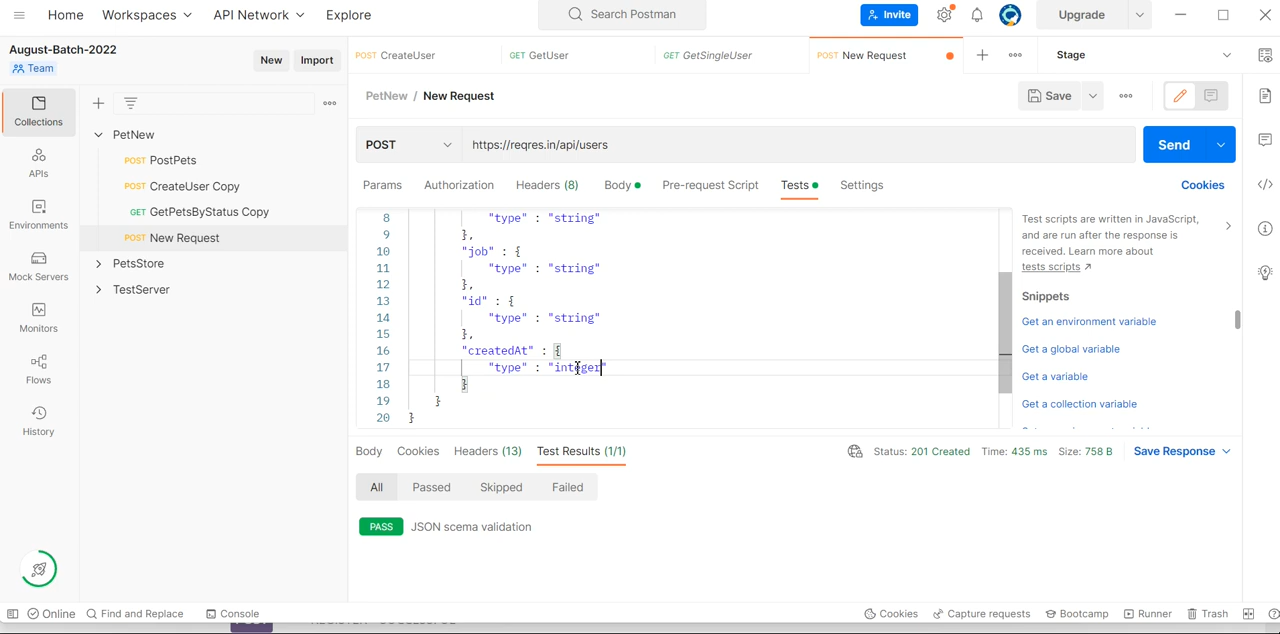 Home Workspaces API Network Explore Search Postman Invite Upgrade
August-Batch-2022
Team
New Import
POST CreateUser GET GetUser GET GetSingleUser POST New Request Stage
PetNew / New Request Save
Collections
APIs
Environments
Mock Servers
Monitors
Flows
History
PetNew
POST PostPets
POST CreateUser Copy
GET GetPetsByStatus Copy
POST New Request
PetsStore
TestServer
POST https://reqres.in/api/users Send
Params Authorization Headers (8) Body Pre-request Script Tests Settings Cookies
8 "type" : "string"
9 },
10 "job" : {
11 "type" : "string"
12 },
13 "id" : {
14 "type" : "string"
15 },
16 "createdAt" : {
17 "type" : "integer"
18 }
19 }
20 }
Test scripts are written in JavaScript,
and are run after the response is
received. Learn more about
tests scripts
Snippets
Get an environment variable
Get a global variable
Get a variable
Get a collection variable
Body Cookies Headers (13) Test Results (1/1) Status: 201 Created Time: 435 ms Size: 758 B Save Response
All Passed Skipped Failed
PASS JSON scema validation
Online Find and Replace Console Cookies Capture requests Bootcamp Runner Trash